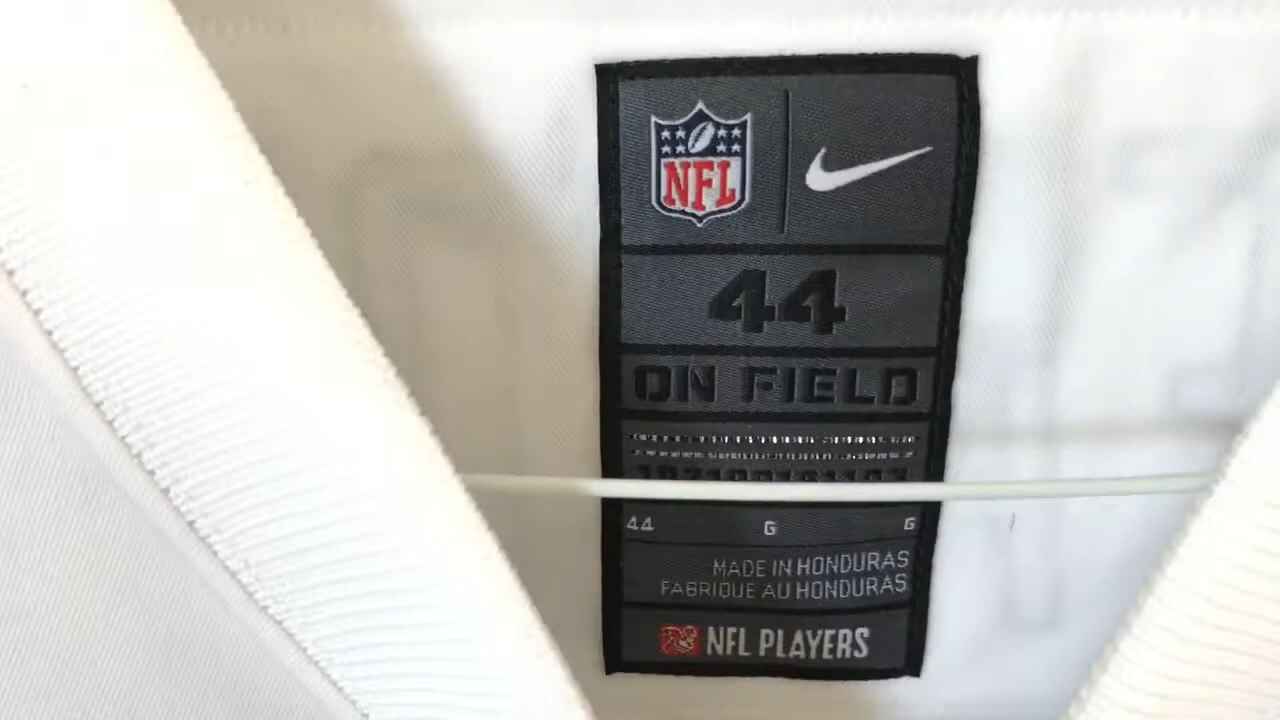 NFL
44
ON FIELD
44 G G
MADE IN HONDURAS
FABRIQUE AU HONDURAS
NFL PLAYERS